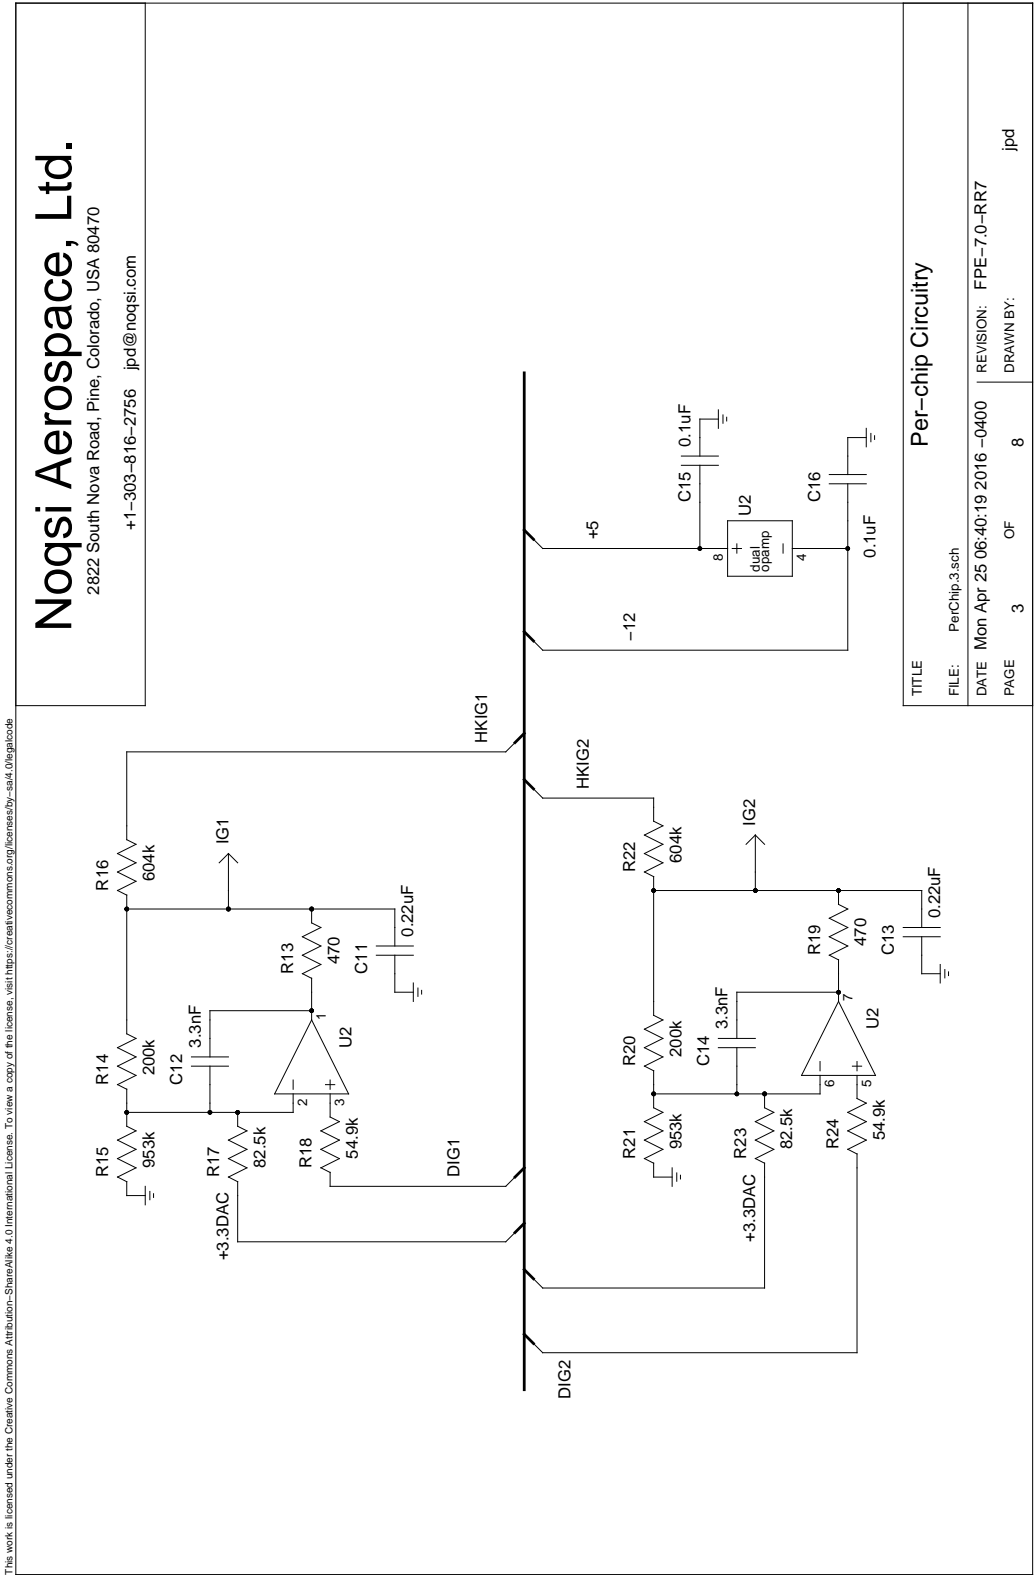 This work is licensed under the Creative Commons Attribution−ShareAlike 4.0 International License. To view a copy of the license, visit https://creativecommons.org/licenses/by−sa/4.0/legalcode
Noqsi Aerospace, Ltd.
2822 South Nova Road, Pine, Colorado, USA 80470
+1−303−816−2756 jpd@noqsi.com
R15
953k
R14
200k
R16
604k
C12
3.3nF
IG1
+3.3DAC
R17
82.5k
2
3
1
U2
R13
470
R18
54.9k
C11
0.22uF
DIG1
HKIG1
DIG2
HKIG2
−12
+5
R21
953k
R20
200k
R22
604k
C14
3.3nF
IG2
+3.3DAC
R23
82.5k
6
5
7
U2
R19
470
R24
54.9k
C13
0.22uF
C15
0.1uF
8
U2
dual
opamp
4
C16
0.1uF
TITLE
Per−chip Circuitry
FILE: PerChip.3.sch
DATE Mon Apr 25 06:40:19 2016 −0400
REVISION: FPE−7.0−RR7
PAGE 3 OF 8
DRAWN BY: jpd